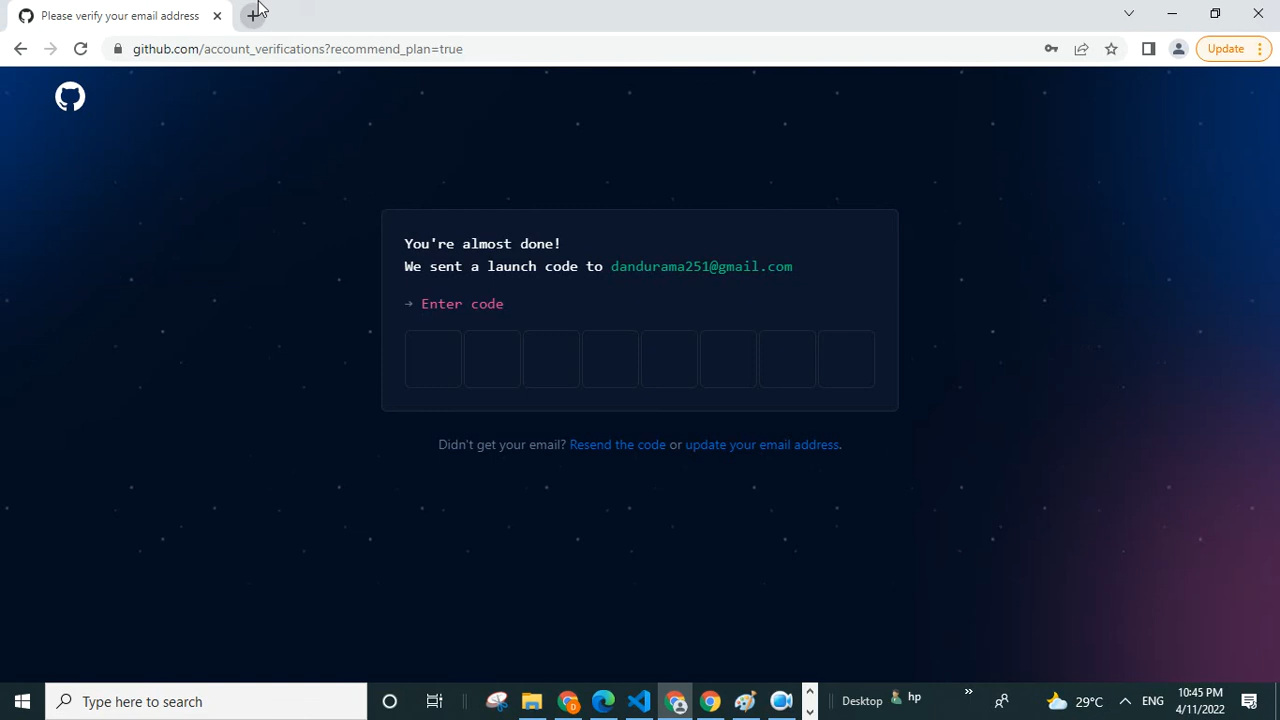 Please verify your email address
github.com/account_verifications?recommend_plan=true
Update
You're almost done!
We sent a launch code to dandurama251@gmail.com
→ Enter code
Didn't get your email? Resend the code or update your email address.
Type here to search
Desktop
hp
29°C
ENG
10:45 PM
4/11/2022